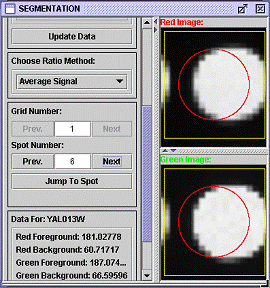 SEGMENTATION
Update Data
Choose Ratio Method:
Average Signal
Grid Number:
Prev. 1 Next
Spot Number:
Prev. 6 Next
Jump To Spot
Data For: YAL013W
Red Foreground: 181.02778
Red Background: 60.71717
Green Foreground: 187.074...
Green Background: 66.59596
Red Image:
Green Image: